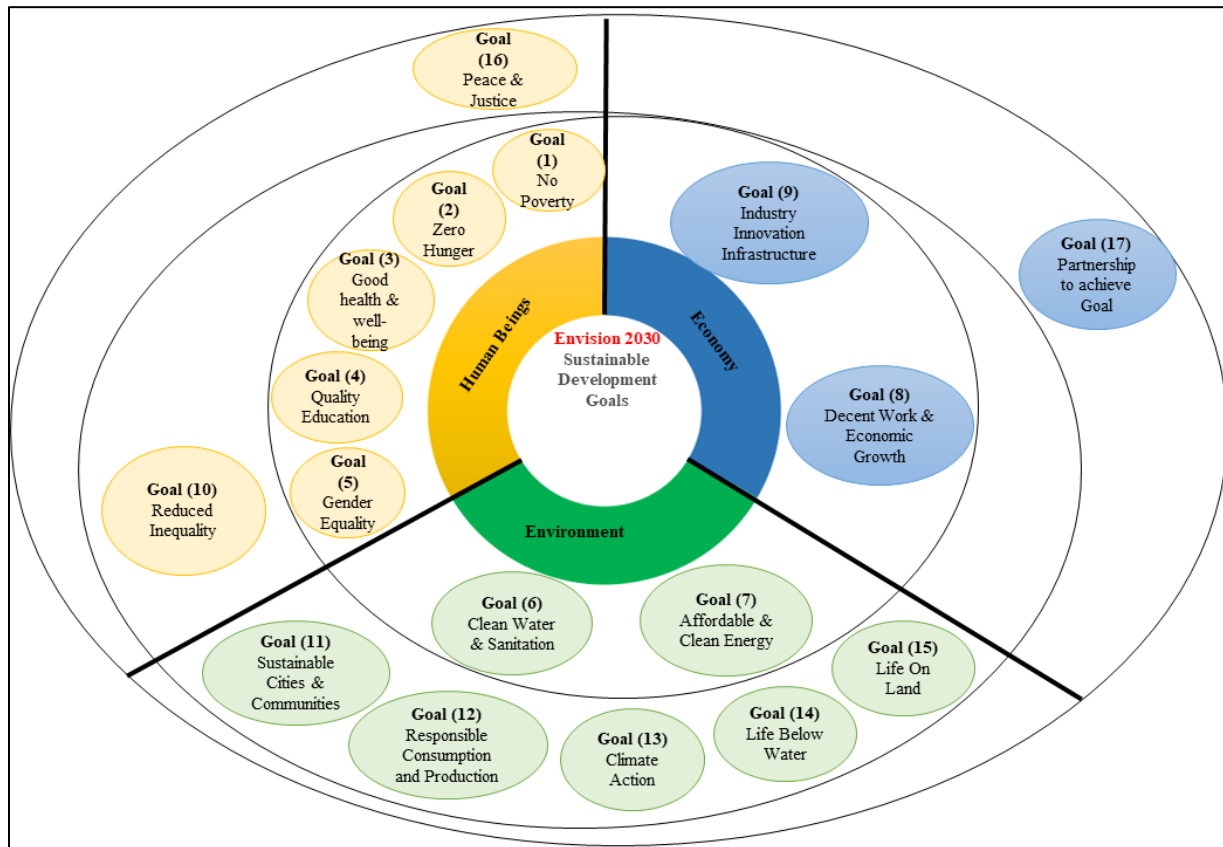 Goal
(16)
Peace &
Justice
Goal
(1)
No
Poverty
Goal
(2)
Zero
Hunger
Goal (3)
Good
health &
well-
being
Goal (4)
Quality
Education
Goal
(5)
Gender
Equality
Goal (10)
Reduced
Inequality
Goal (9)
Industry
Innovation
Infrastructure
Goal (17)
Partnership
to achieve
Goal
Goal (8)
Decent Work &
Economic
Growth
Human Beings
Economy
Environment
Envision 2030
Sustainable
Development
Goals
Goal (6)
Clean Water
& Sanitation
Goal (7)
Affordable &
Clean Energy
Goal (11)
Sustainable
Cities &
Communities
Goal (12)
Responsible
Consumption
and Production
Goal (13)
Climate
Action
Goal (14)
Life Below
Water
Goal (15)
Life On
Land